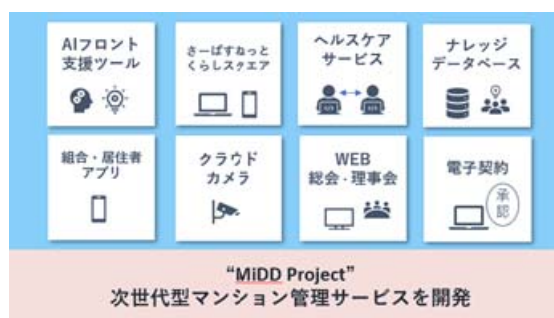 AIフロント
支援ツール
さーぱすねっと
くらしスクエア
ヘルスケア
サービス
ナレッジ
データベース
組合・居住者
アプリ
クラウド
カメラ
WEB
総会・理事会
電子契約
承
認
“MiDD Project”
次世代型マンション管理サービスを開発